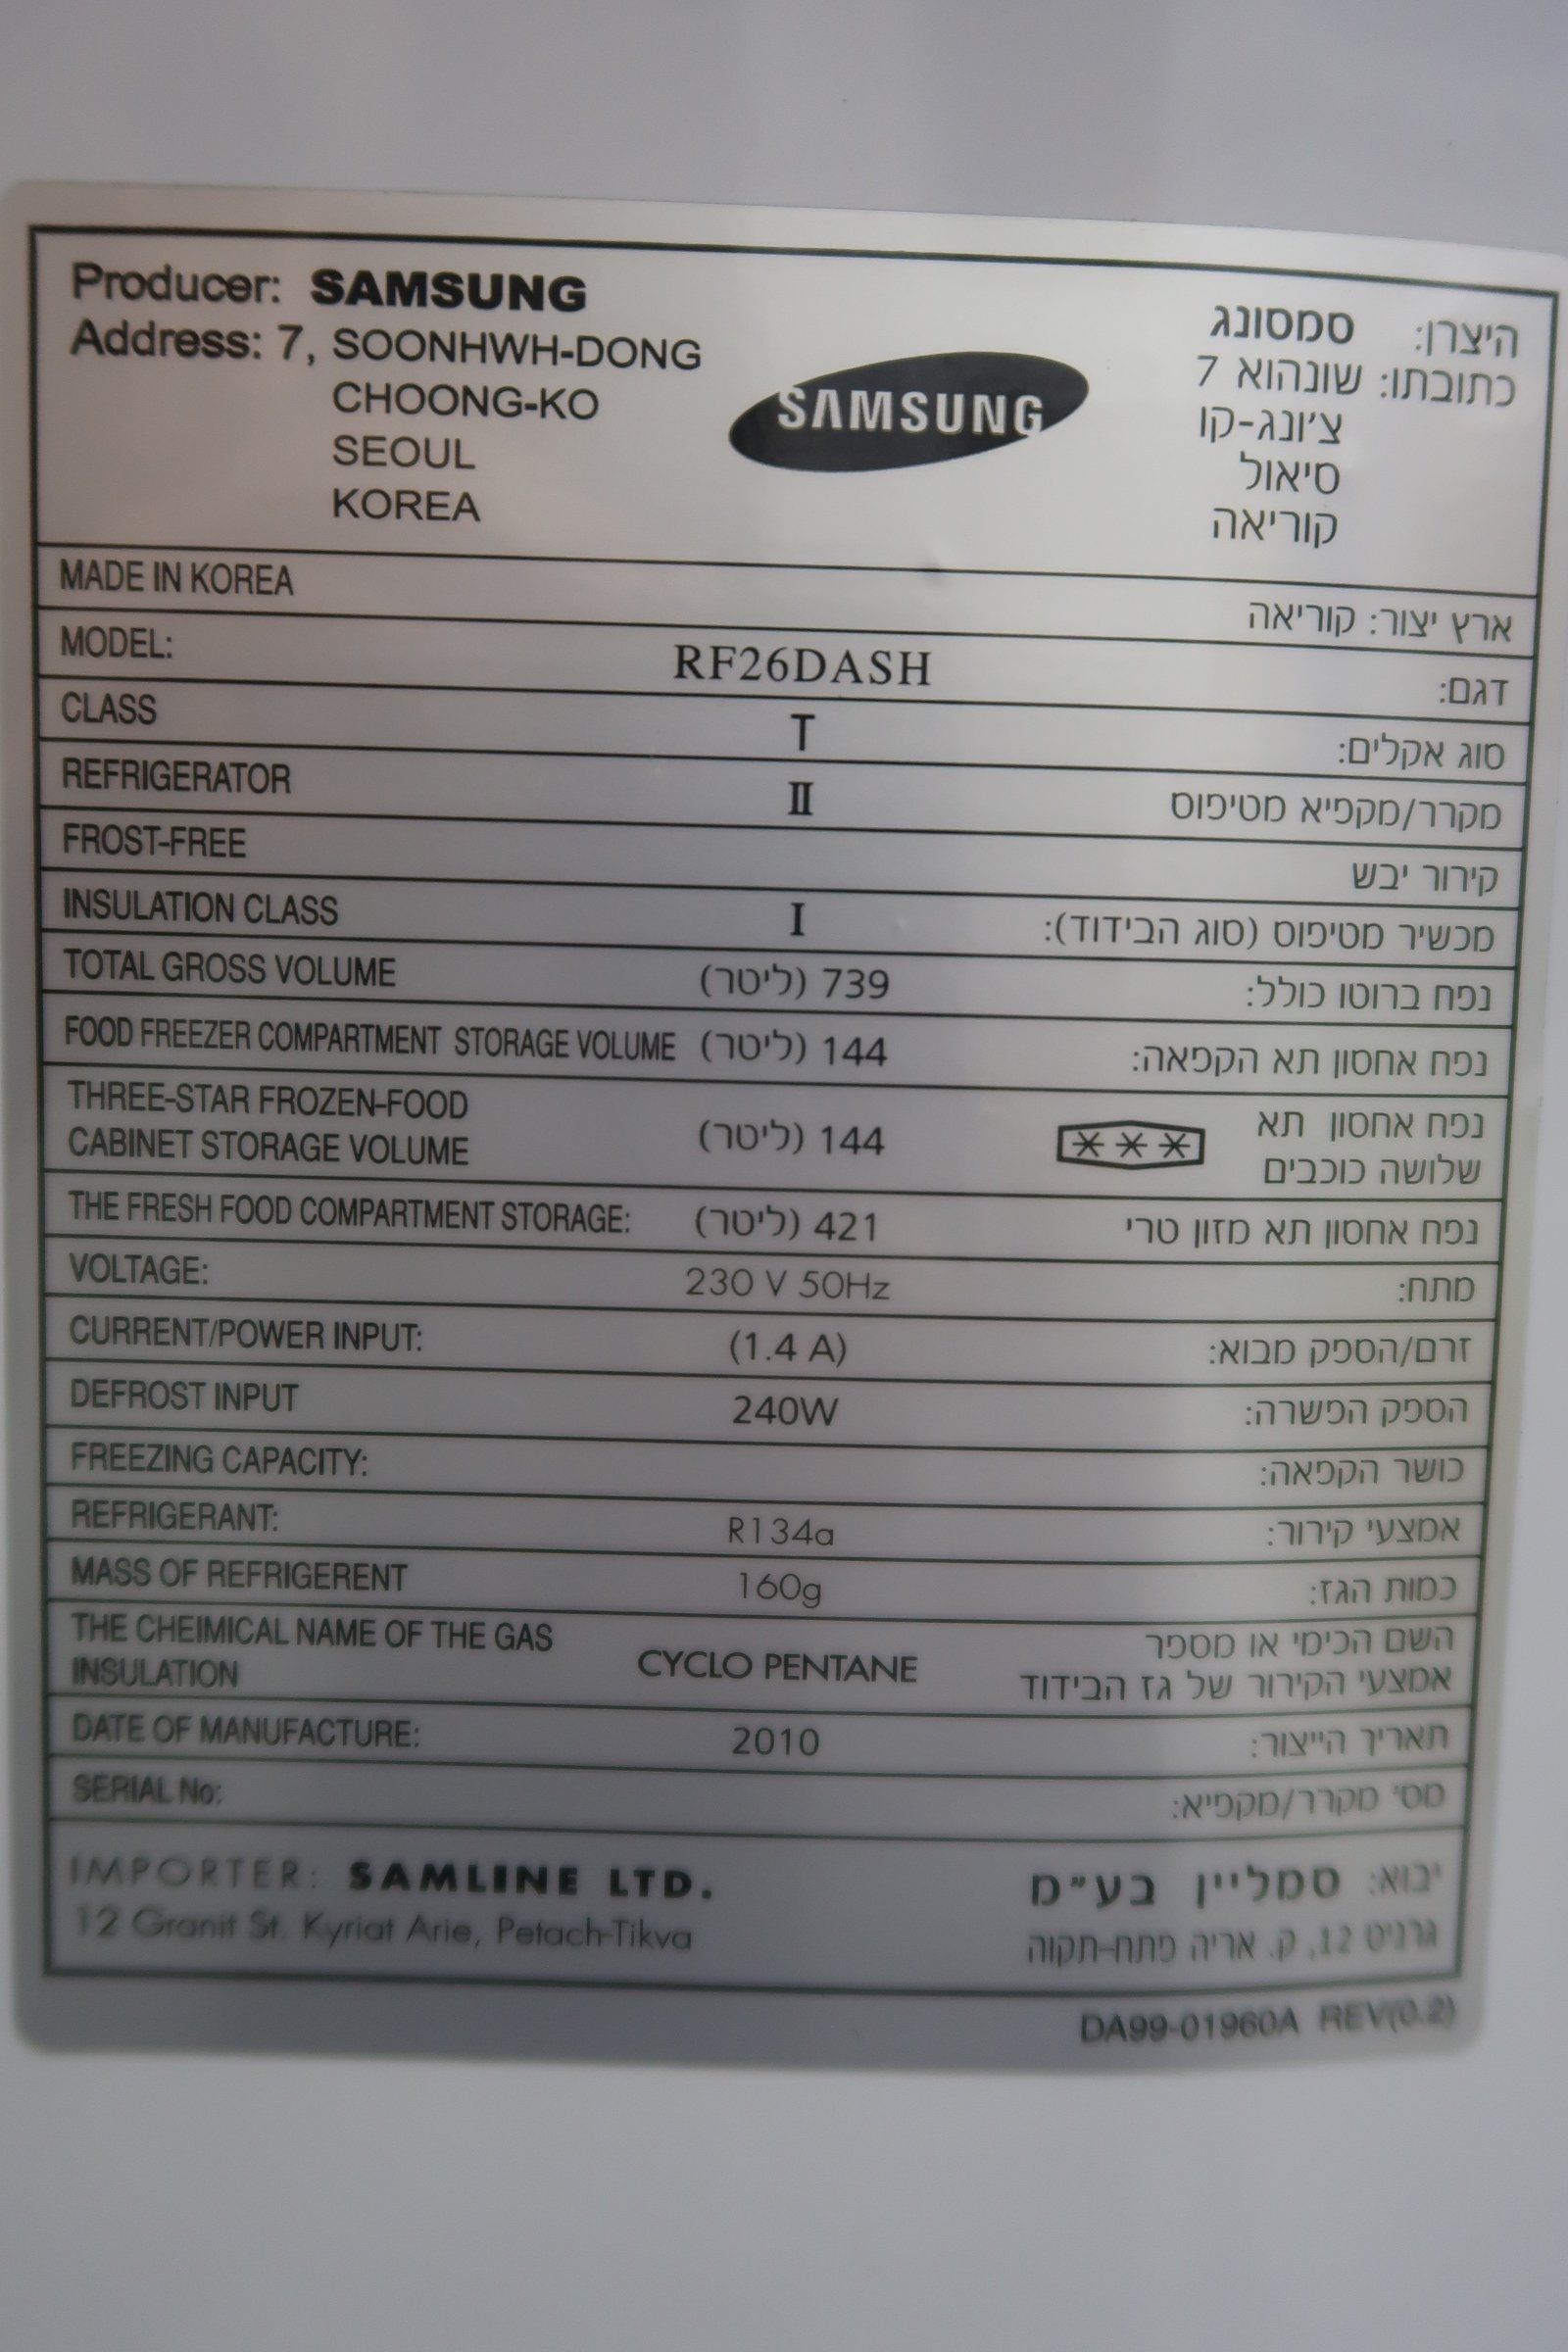 Producer: SAMSUNG
Address: 7, SOONHWH-DONG
CHOONG-KO
SEOUL
KOREA
SAMSUNG
היצרן: סמסונג
כתובתו: שונהוא 7
צ'ונג-קו
סיאול
קוריאה
MADE IN KOREA ארץ יצור: קוריאה
MODEL: RF26DASH דגם:
CLASS T סוג אקלים:
REFRIGERATOR II מקרר/מקפיא מטיפוס
FROST-FREE קירור יבש
INSULATION CLASS I מכשיר מטיפוס (סוג הבידוד):
TOTAL GROSS VOLUME 739 (ליטר) נפח ברוטו כולל:
FOOD FREEZER COMPARTMENT STORAGE VOLUME 144 (ליטר) נפח אחסון תא הקפאה:
THREE-STAR FROZEN-FOOD
CABINET STORAGE VOLUME
144 (ליטר)
נפח אחסון תא
שלושה כוכבים
THE FRESH FOOD COMPARTMENT STORAGE: 421 (ליטר) נפח אחסון תא מזון טרי
VOLTAGE: 230 V 50Hz מתח:
CURRENT/POWER INPUT: (1.4 A) זרם/הספק מבוא:
DEFROST INPUT 240W הספק הפשרה:
FREEZING CAPACITY: כושר הקפאה:
REFRIGERANT: R134a אמצעי קירור:
MASS OF REFRIGERENT 160g כמות הגז:
THE CHEIMICAL NAME OF THE GAS
INSULATION
CYCLO PENTANE
השם הכימי או מספר
אמצעי הקירור של גז הבידוד
DATE OF MANUFACTURE: 2010 תאריך הייצור:
SERIAL No: מס' מקרר/מקפיא:
IMPORTER: SAMLINE LTD.
12 Granit St. Kyriat Arie, Petach-Tikva
יבוא: סמליין בע"מ
גרניט 12, ק. אריה פתח-תקוה
DA99-01960A REV(0.2)